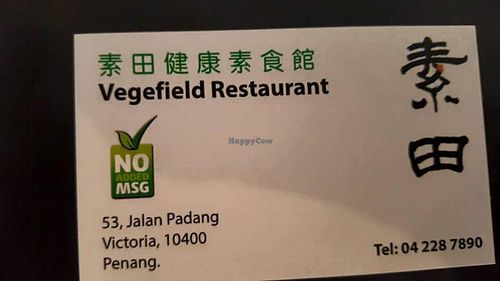 素田健康素食館
Vegefield Restaurant
素田
NO
ADDED
MSG
HappyCow
53, Jalan Padang
Victoria, 10400
Penang.
Tel: 04 228 7890